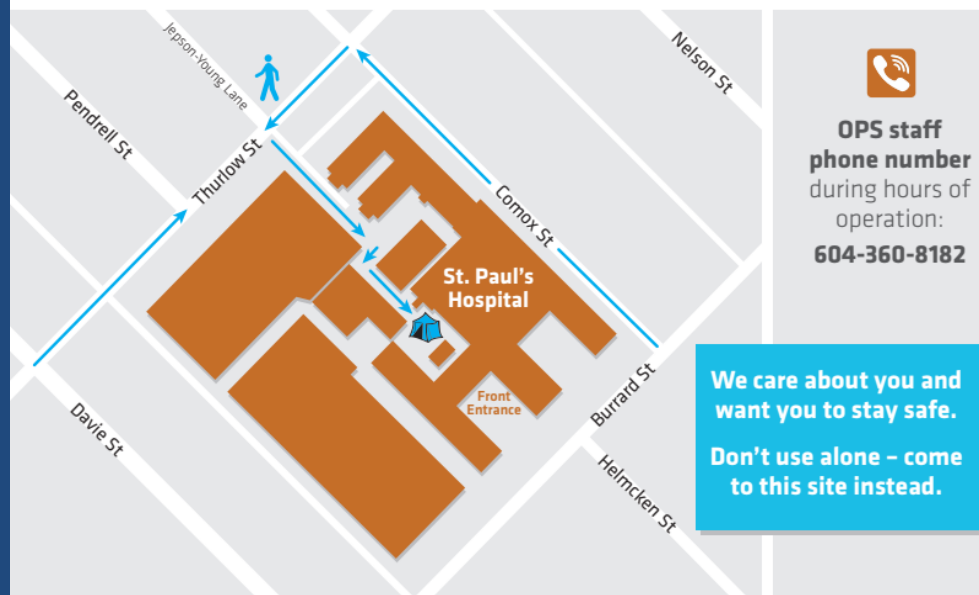 Jepson-Young Lane
Nelson St
Pendrell St
Thurlow St
Comox St
St. Paul's
Hospital
Front
Entrance
Burrard St
Davie St
Helmcken St
OPS staff
phone number
during hours of
operation:
604-360-8182
We care about you and
want you to stay safe.
Don't use alone – come
to this site instead.